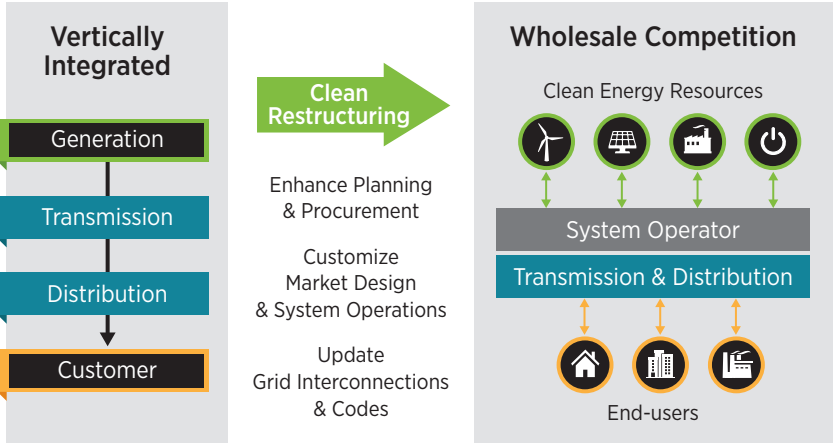 Vertically
Integrated
Generation
Transmission
Distribution
Customer
Clean
Restructuring
Enhance Planning
& Procurement
Customize
Market Design
& System Operations
Update
Grid Interconnections
& Codes
Wholesale Competition
Clean Energy Resources
System Operator
Transmission & Distribution
End-users